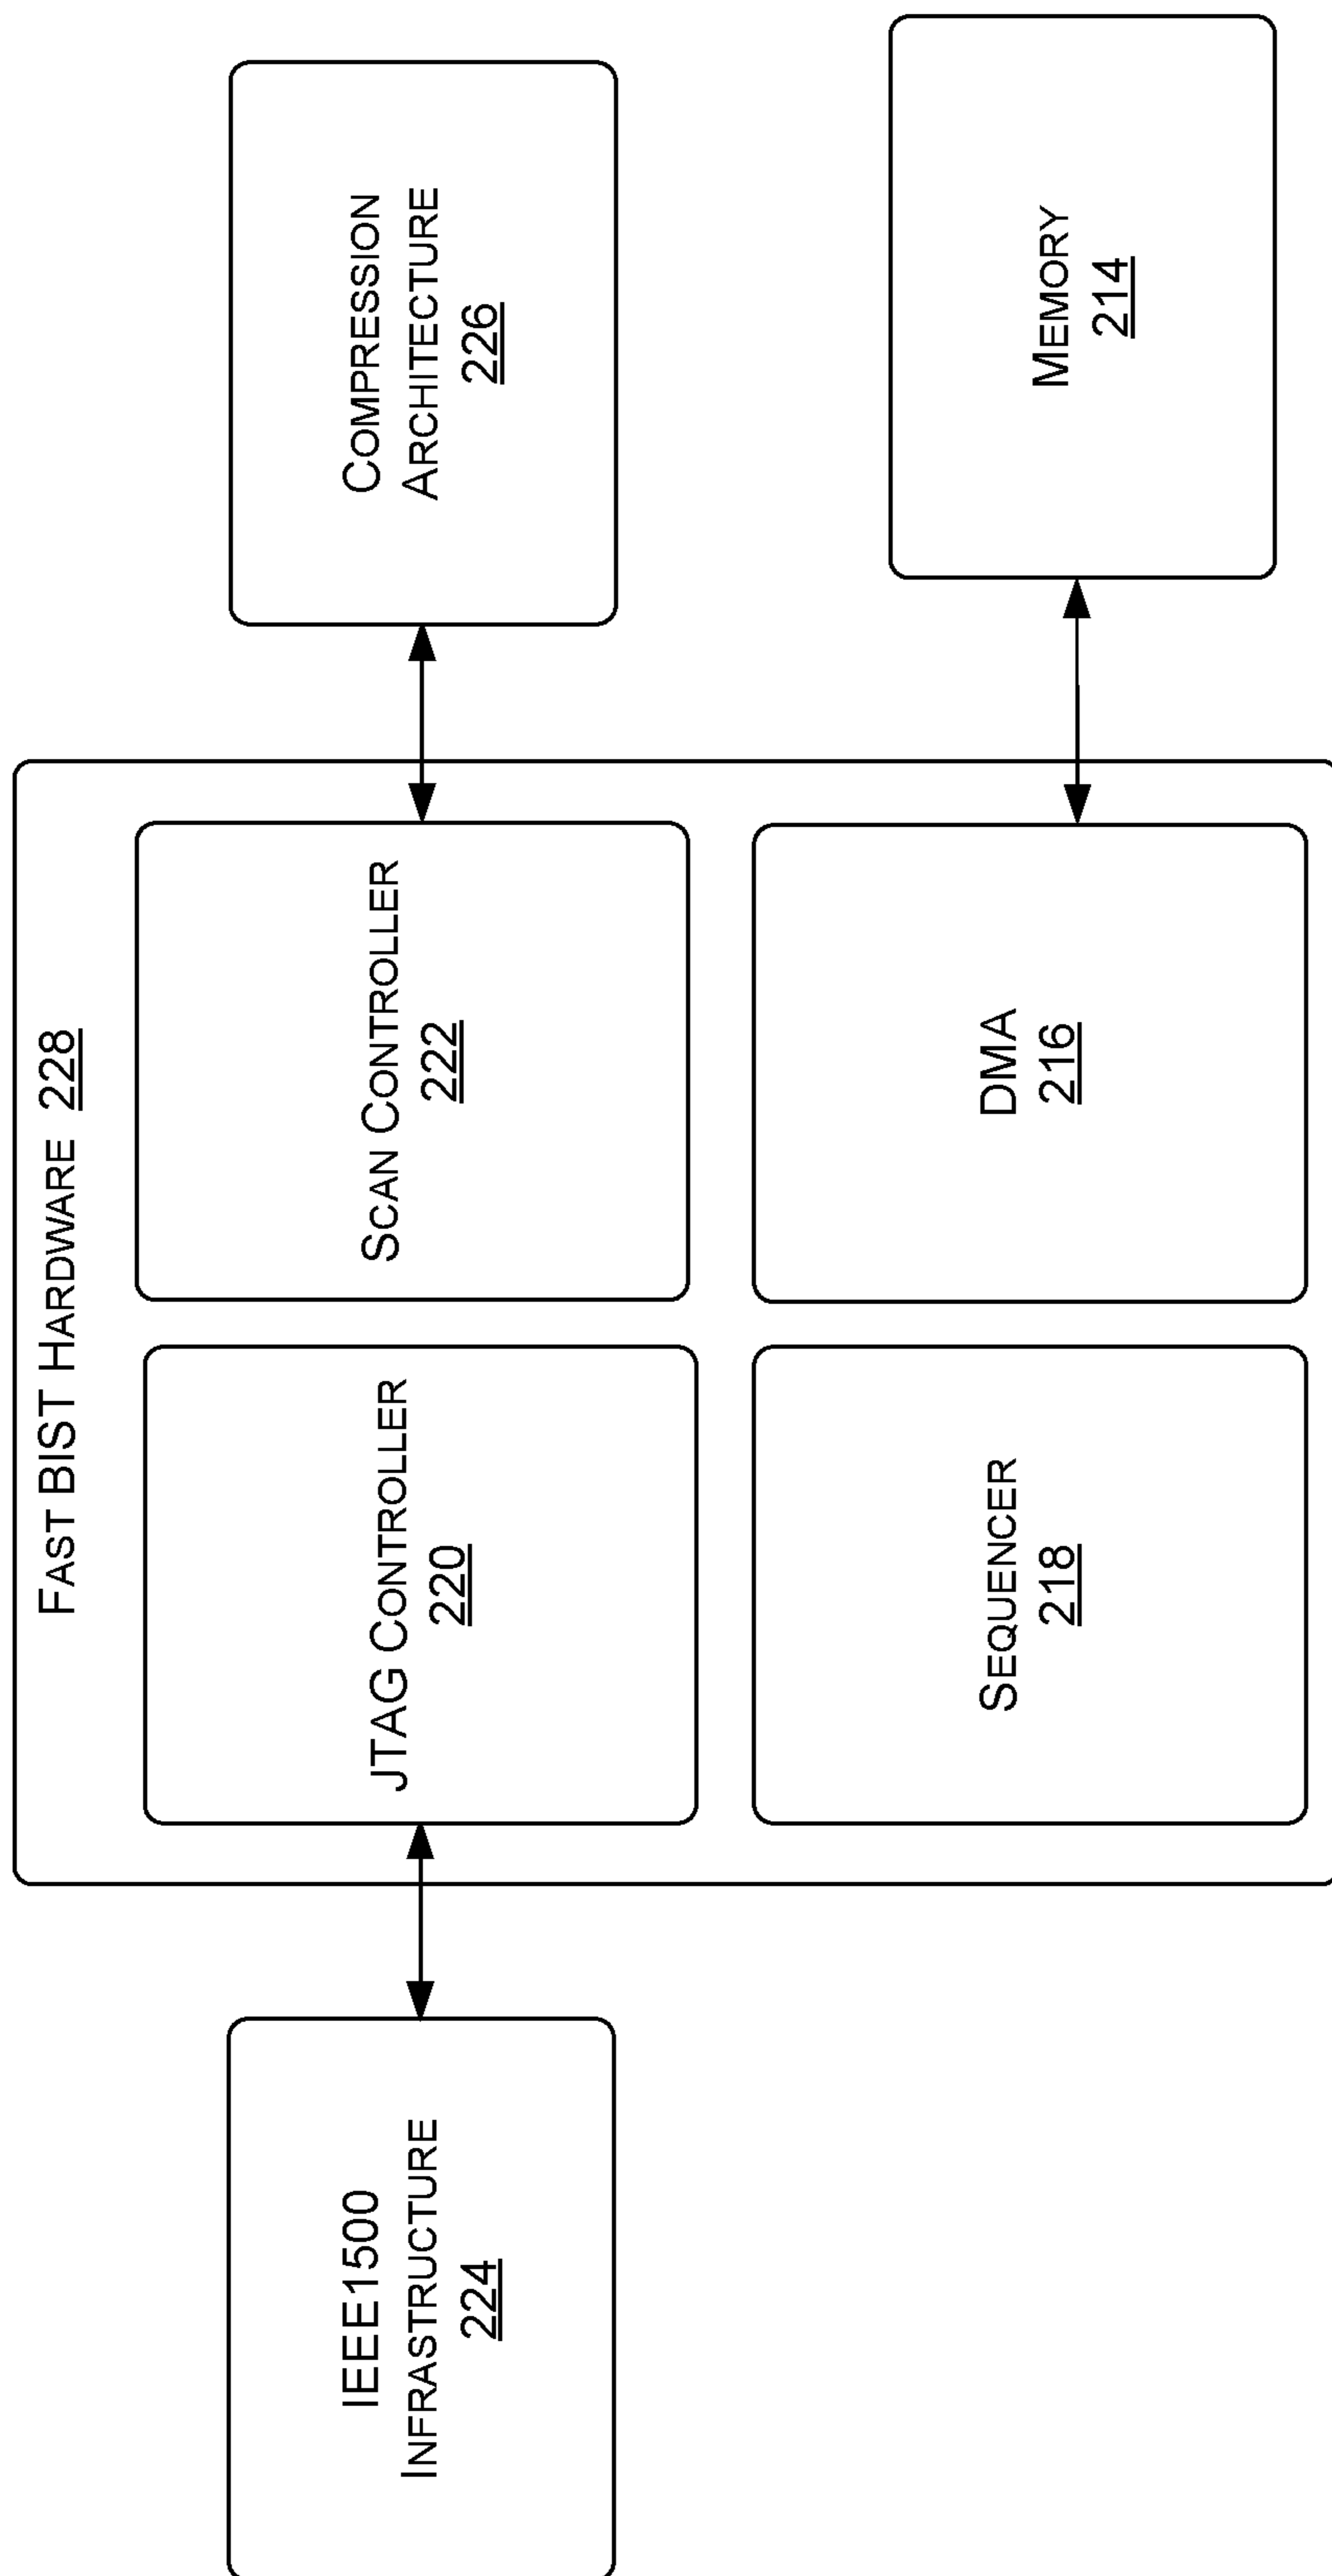 FAST BIST HARDWARE 228
IEEE1500
INFRASTRUCTURE
224
JTAG CONTROLLER
220
SCAN CONTROLLER
222
COMPRESSION
ARCHITECTURE
226
SEQUENCER
218
DMA
216
MEMORY
214